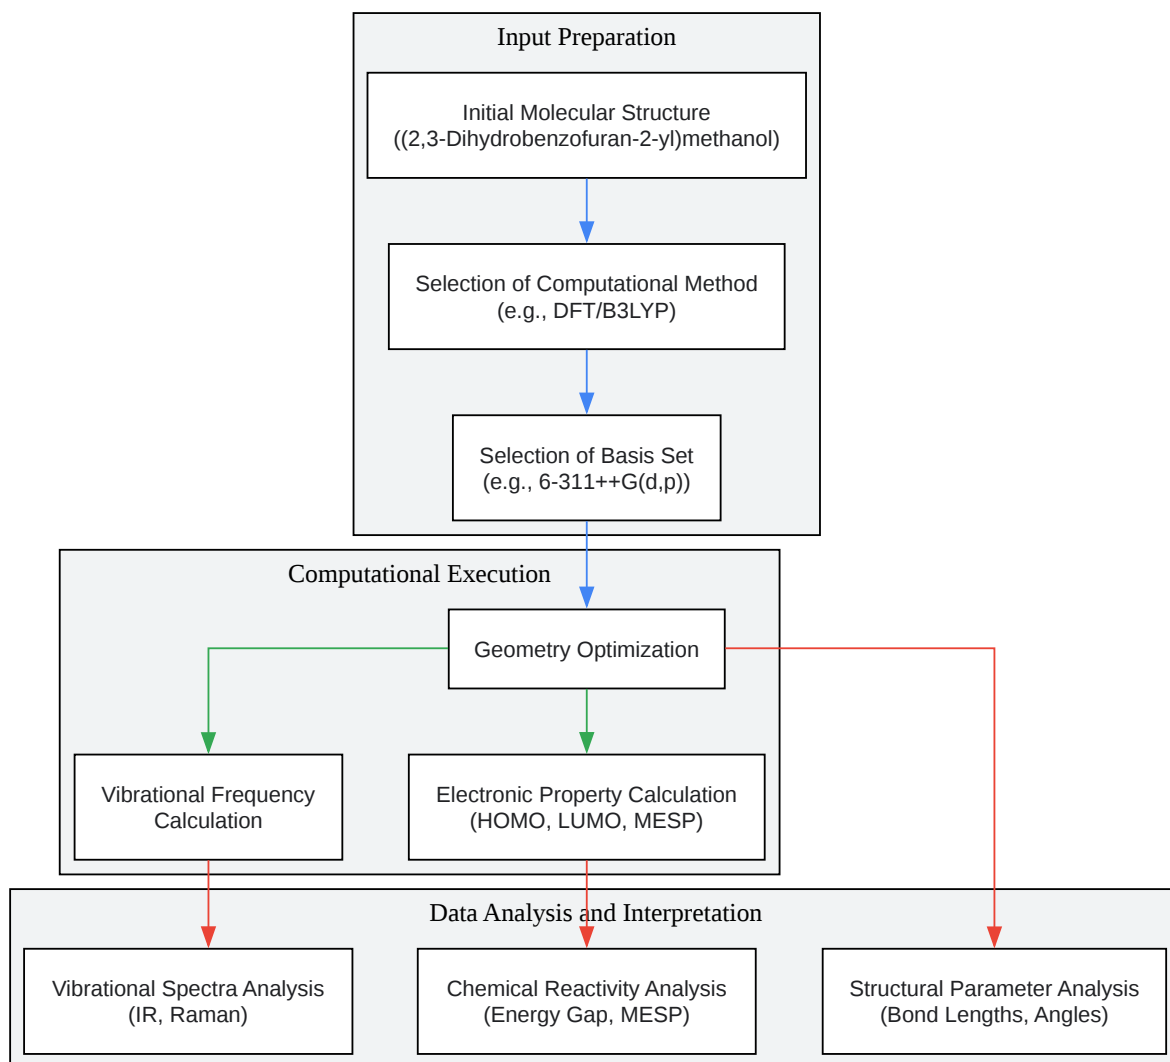 Input Preparation
Initial Molecular Structure
((2,3-Dihydrobenzofuran-2-yl)methanol)
Selection of Computational Method
(e.g., DFT/B3LYP)
Selection of Basis Set
(e.g., 6-311++G(d,p))
Computational Execution
Geometry Optimization
Vibrational Frequency
Calculation
Electronic Property Calculation
(HOMO, LUMO, MESP)
Data Analysis and Interpretation
Vibrational Spectra Analysis
(IR, Raman)
Chemical Reactivity Analysis
(Energy Gap, MESP)
Structural Parameter Analysis
(Bond Lengths, Angles)